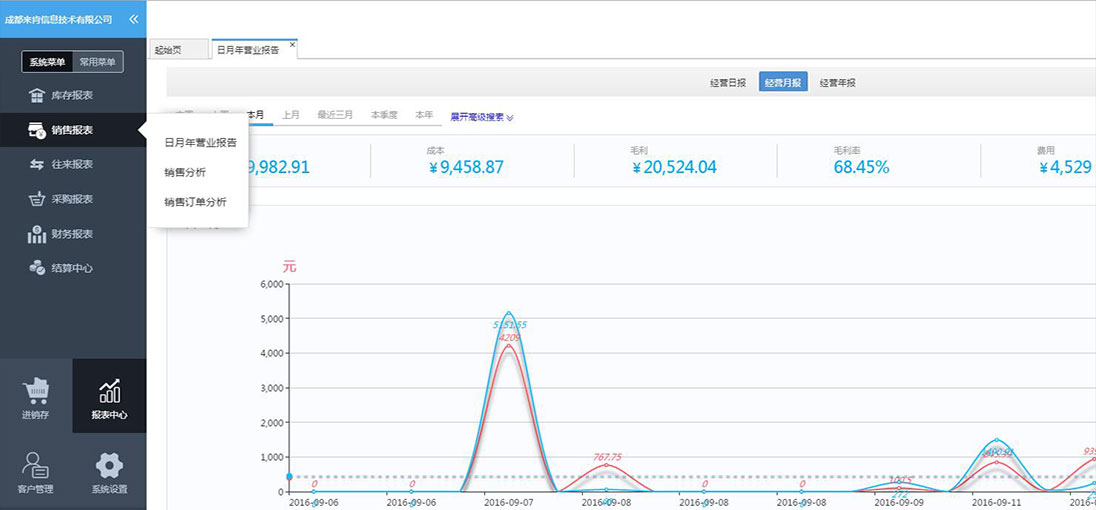 成都来肯信息技术有限公司
起始页
日月年营业报告
系统菜单 常用菜单
库存报表
销售报表
往来报表
采购报表
财务报表
结算中心
进销存
报表中心
客户管理
系统设置
日月年营业报告
销售分析
销售订单分析
经营日报 经营月报 经营年报
本月 上月 最近三月 本季度 本年 展开高级搜索
9,982.91
成本
¥9,458.87
毛利
¥20,524.04
毛利率
68.45%
费用
¥4,529
元
6,000
5,000
4,000
3,000
2,000
1,000
0
5151.55
4209
767.75
0 0 0 0
272
2016-09-06 2016-09-06 2016-09-07 2016-09-08 2016-09-08 2016-09-08 2016-09-09 2016-09-11